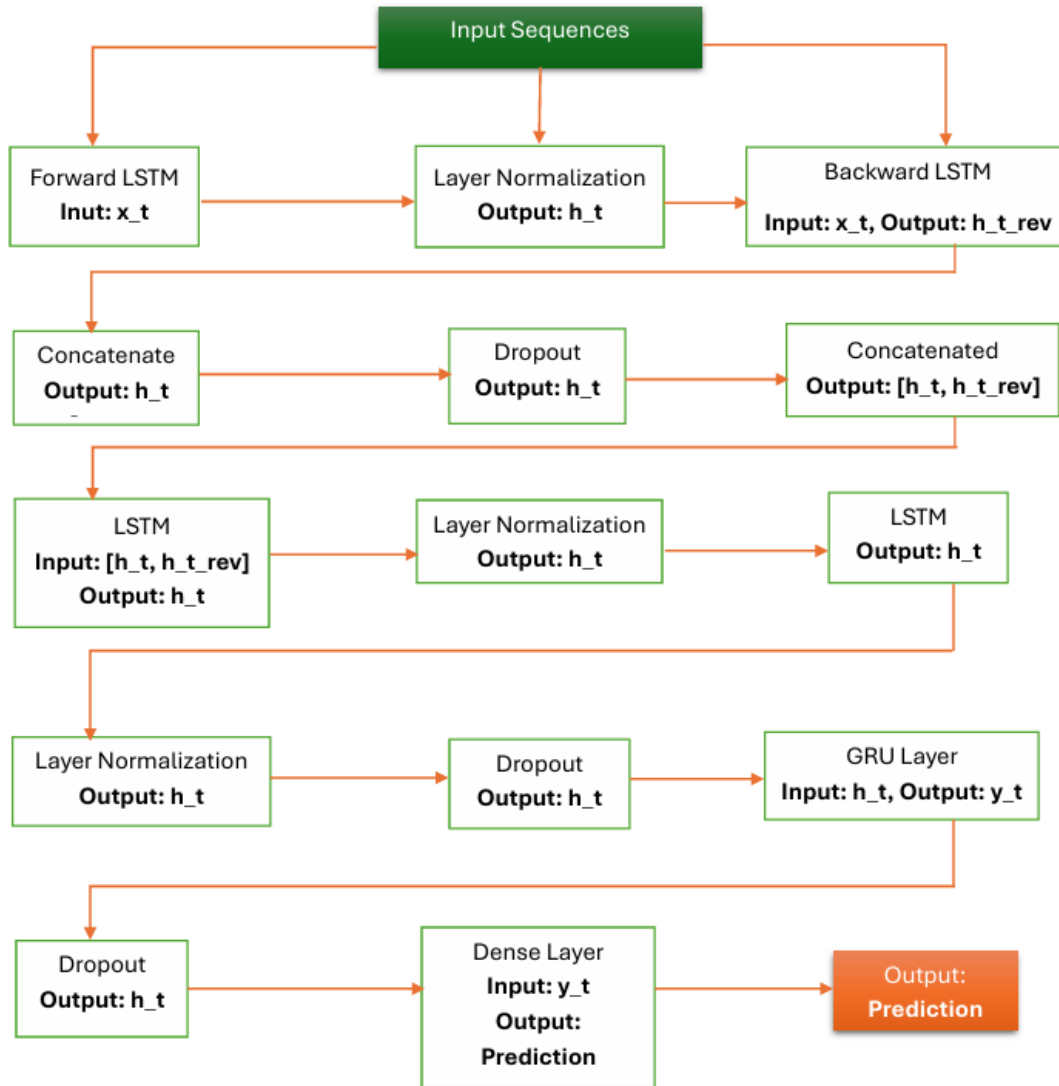 Input Sequences
Forward LSTM
Inut: x_t
Layer Normalization
Output: h_t
Backward LSTM
Input: x_t, Output: h_t_rev
Concatenate
Output: h_t
Dropout
Output: h_t
Concatenated
Output: [h_t, h_t_rev]
LSTM
Input: [h_t, h_t_rev]
Output: h_t
Layer Normalization
Output: h_t
LSTM
Output: h_t
Layer Normalization
Output: h_t
Dropout
Output: h_t
GRU Layer
Input: h_t, Output: y_t
Dropout
Output: h_t
Dense Layer
Input: y_t
Output:
Prediction
Output:
Prediction